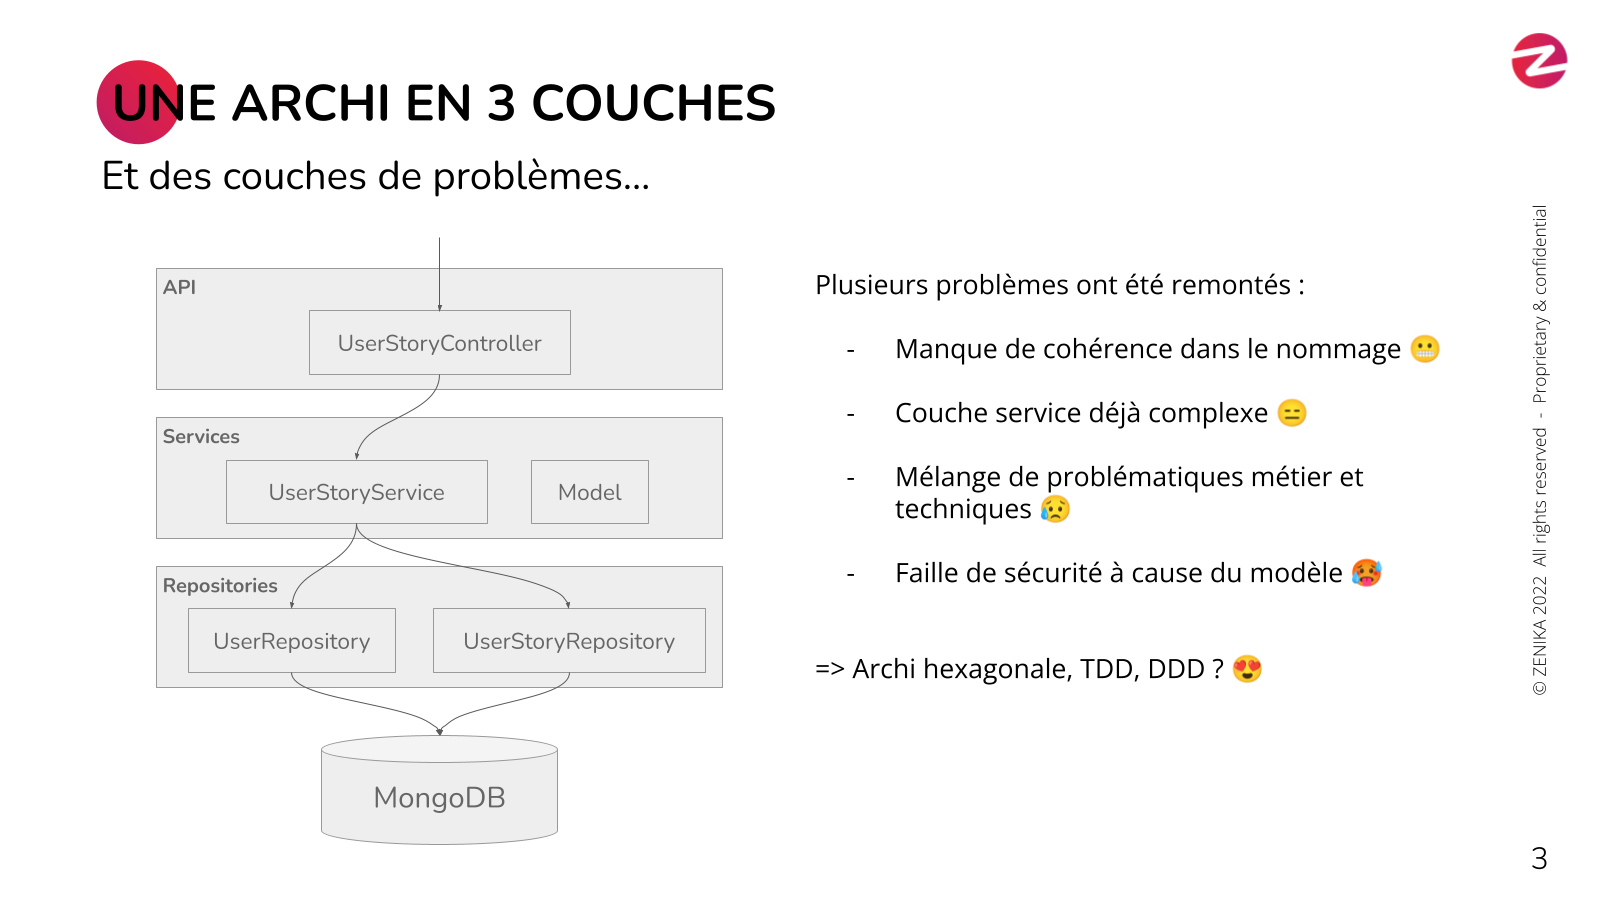 UNE ARCHI EN 3 COUCHES
Et des couches de problèmes...
API
UserStoryController
Services
UserStoryService
Model
Repositories
UserRepository
UserStoryRepository
MongoDB
Plusieurs problèmes ont été remontés :
- Manque de cohérence dans le nommage 😬
- Couche service déjà complexe 😑
- Mélange de problématiques métier et
techniques 😥
- Faille de sécurité à cause du modèle 🥵
=> Archi hexagonale, TDD, DDD ? 😍
© ZENIKA 2022 All rights reserved - Proprietary & confidential
3